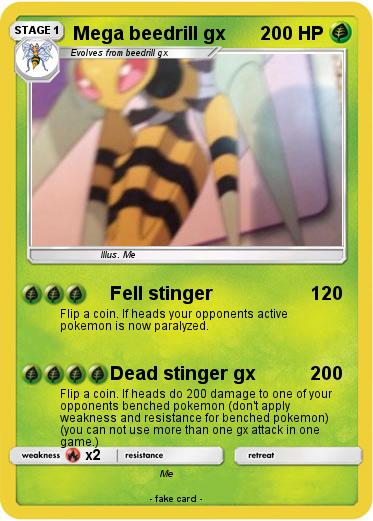 STAGE 1 Mega beedrill gx 200 HP
Evolves from beedrill gx
Illus. Me
Fell stinger 120
Flip a coin. If heads your opponents active
pokemon is now paralyzed.
Dead stinger gx 200
Flip a coin. If heads do 200 damage to one of your
opponents benched pokemon (don't apply
weakness and resistance for benched pokemon)
(you can not use more than one gx attack in one
game.)
weakness x2 resistance retreat
Me
- fake card -